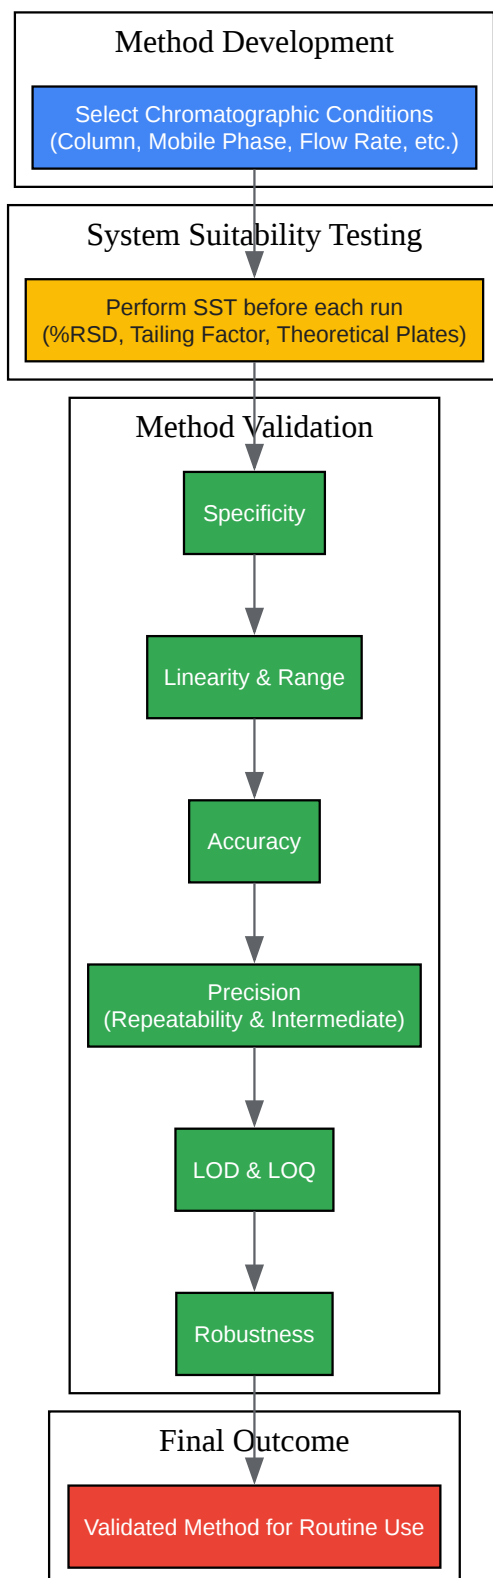 Method Development
Select Chromatographic Conditions
(Column, Mobile Phase, Flow Rate, etc.)
System Suitability Testing
Perform SST before each run
(%RSD, Tailing Factor, Theoretical Plates)
Method Validation
Specificity
Linearity & Range
Accuracy
Precision
(Repeatability & Intermediate)
LOD & LOQ
Robustness
Final Outcome
Validated Method for Routine Use